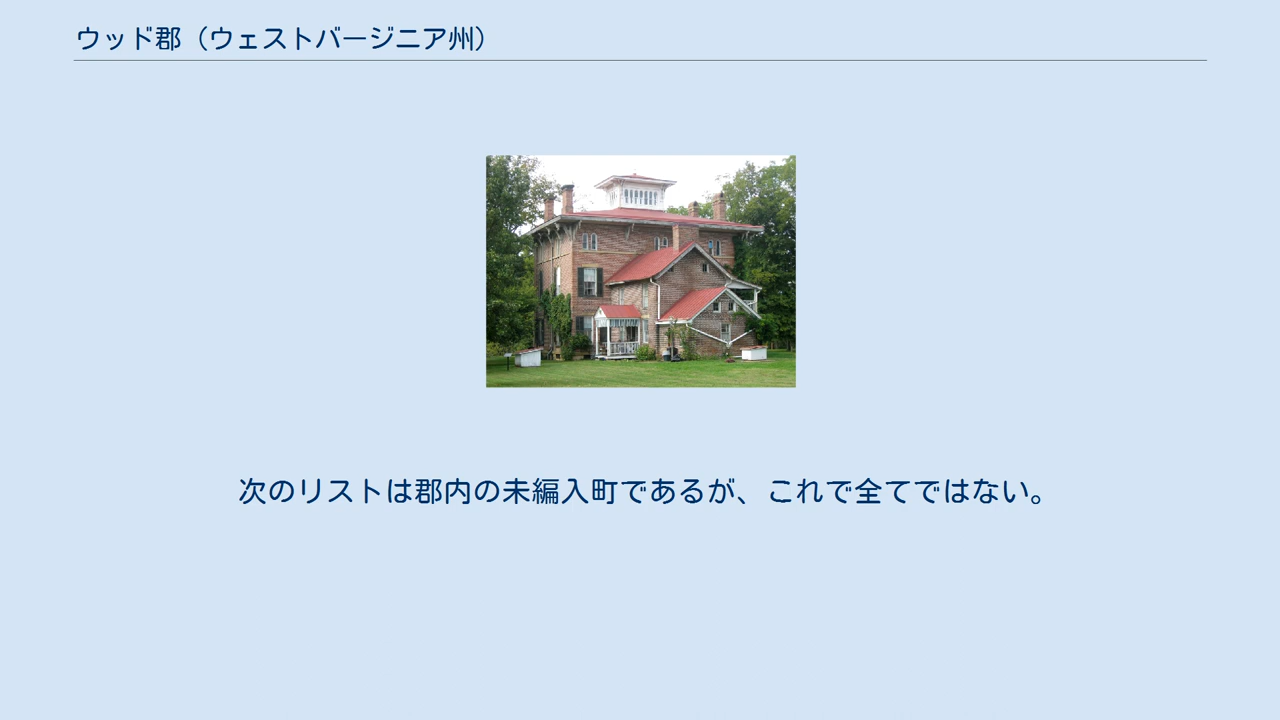 ウッド郡（ウェストバージニア州）
次のリストは郡内の未編入町であるが、これで全てではない。